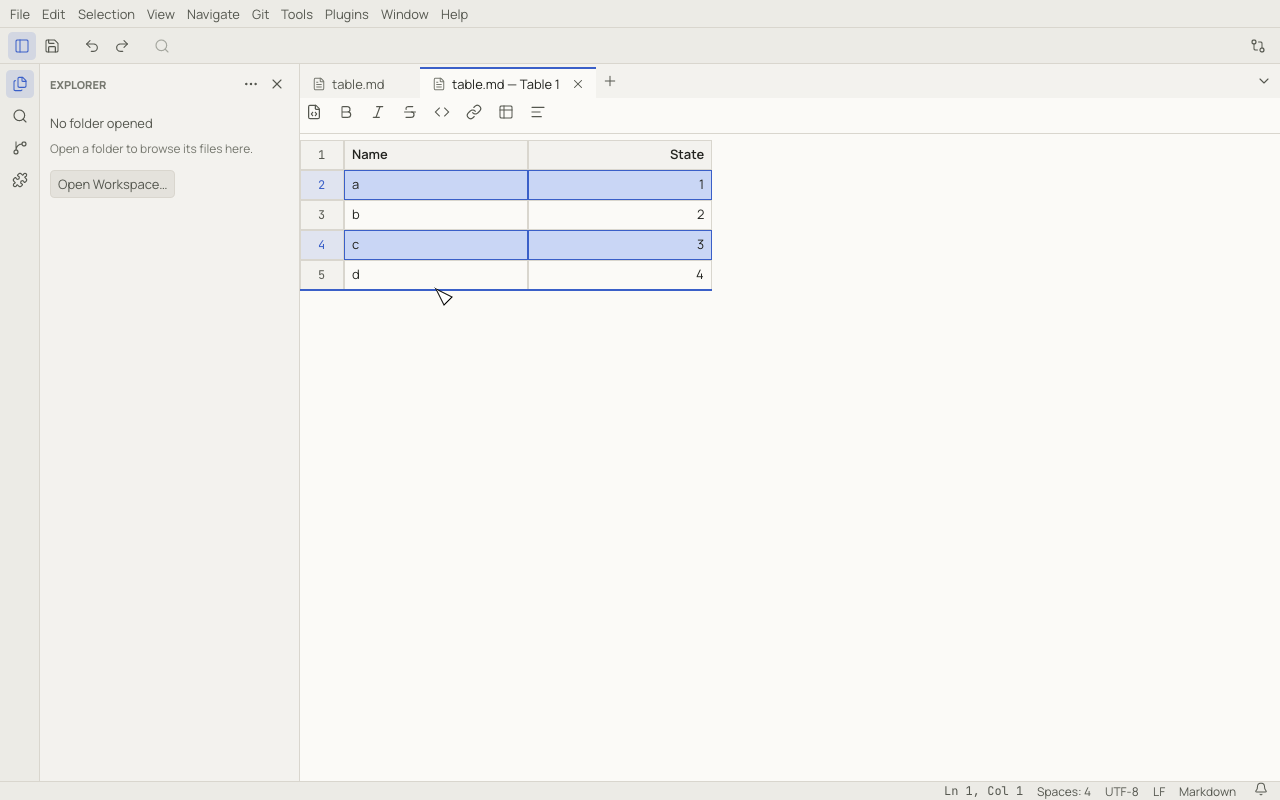 File Edit Selection View Navigate Git Tools Plugins Window Help
EXPLORER
No folder opened
Open a folder to browse its files here.
Open Workspace...
table.md
table.md — Table 1
1 Name State
2 a 1
3 b 2
4 c 3
5 d 4
Ln 1, Col 1 Spaces: 4 UTF-8 LF Markdown